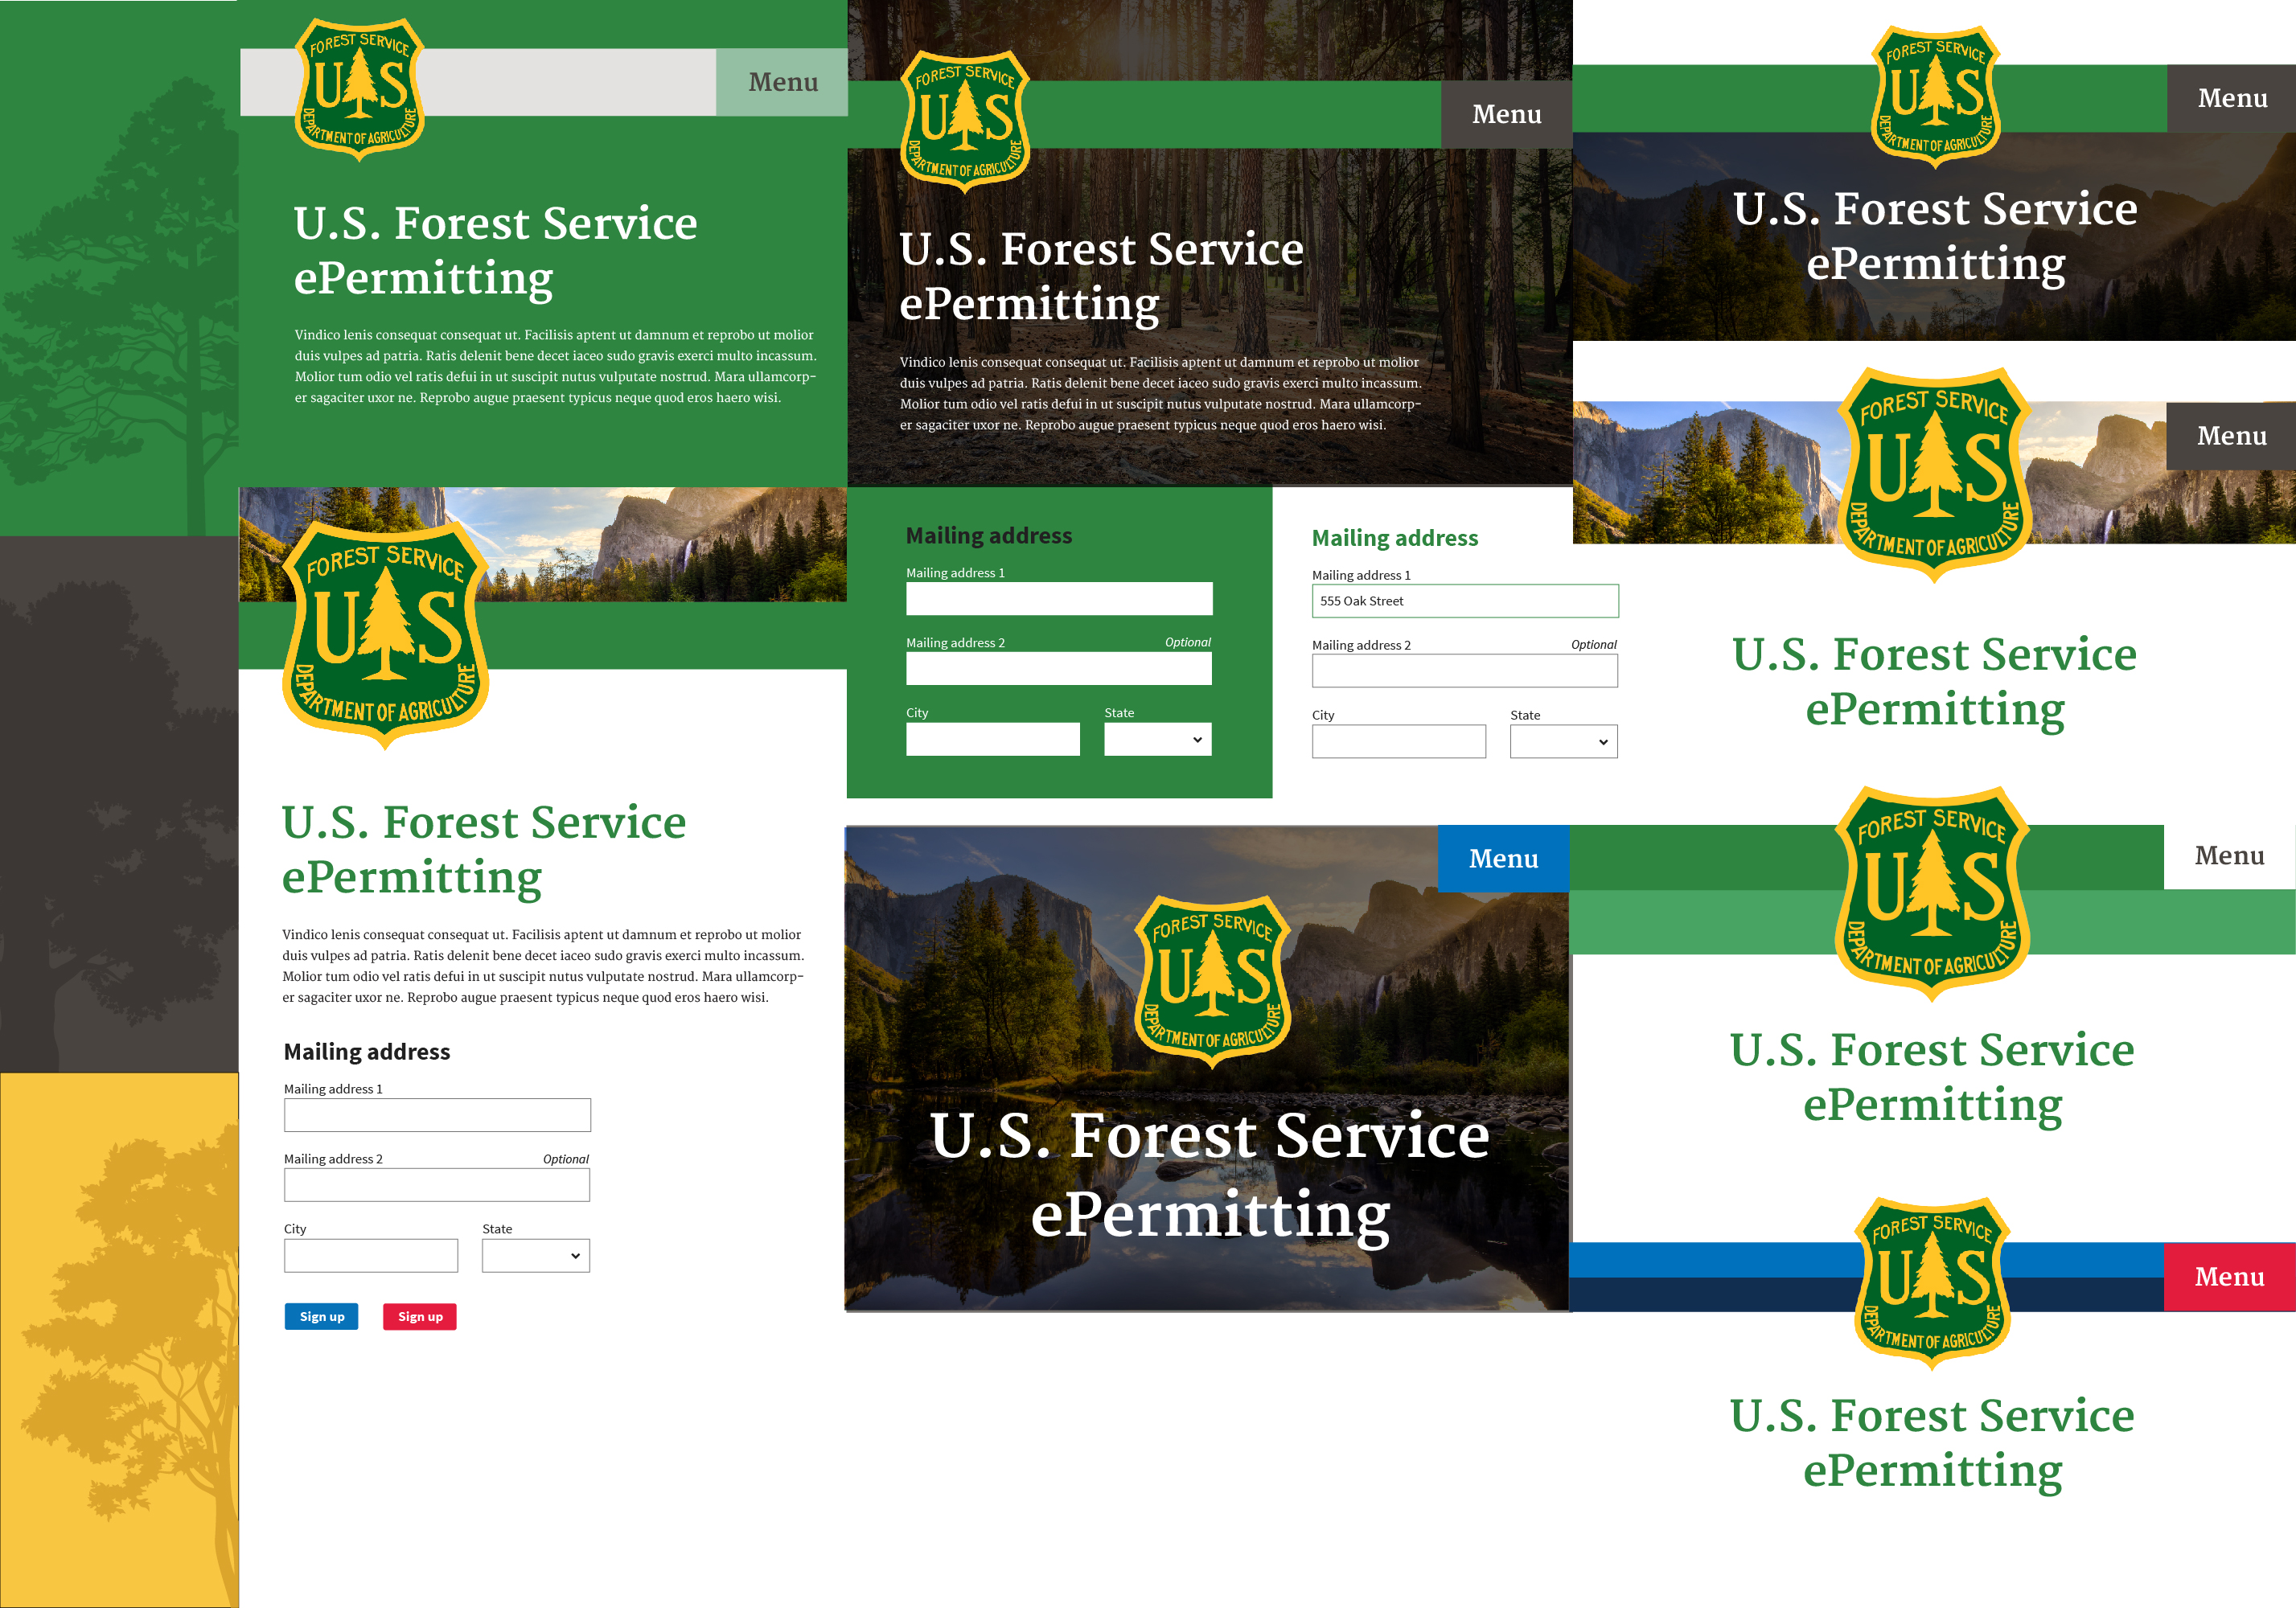 FOREST SERVICE
UAS
DEPARTMENT OF AGRICULTURE
Menu
U.S. Forest Service
ePermitting
Vindico lenis consequat consequat ut. Facilisis aptent ut damnum et reprobo ut molior
duis vulpes ad patria. Ratis delenit bene decet iaceo sudo gravis exerci multo incassum.
Molior tum odio vel ratis defui in ut suscipit nutus vulputate nostrud. Mara ullamcorp-
er sagaciter uxor ne. Reprobo augue praesent typicus neque quod eros haero wisi.
FOREST SERVICE
US
DEPARTMENT OF AGRICULTURE
U.S. Forest Service
ePermitting
Vindico lenis consequat consequat ut. Facilisis aptent ut damnum et reprobo ut molior
duis vulpes ad patria. Ratis delenit bene decet iaceo sudo gravis exerci multo incassum.
Molior tum odio vel ratis defui in ut suscipit nutus vulputate nostrud. Mara ullamcorp-
er sagaciter uxor ne. Reprobo augue praesent typicus neque quod eros haero wisi.
Mailing address
Mailing address 1
Mailing address 2 Optional
City State
Sign up Sign up
FOREST SERVICE
US
DEPARTMENT OF AGRICULTURE
Menu
U.S. Forest Service
ePermitting
Vindico lenis consequat consequat ut. Facilisis aptent ut damnum et reprobo ut molior
duis vulpes ad patria. Ratis delenit bene decet iaceo sudo gravis exerci multo incassum.
Molior tum odio vel ratis defui in ut suscipit nutus vulputate nostrud. Mara ullamcorp-
er sagaciter uxor ne. Reprobo augue praesent typicus neque quod eros haero wisi.
Mailing address
Mailing address 1
Mailing address 2 Optional
City State
Mailing address
Mailing address 1
555 Oak Street
Mailing address 2 Optional
City State
Menu
FOREST SERVICE
US
DEPARTMENT OF AGRICULTURE
U.S. Forest Service
ePermitting
FOREST SERVICE
US
DEPARTMENT OF AGRICULTURE
Menu
U.S. Forest Service
ePermitting
FOREST SERVICE
US
DEPARTMENT OF AGRICULTURE
Menu
U.S. Forest Service
ePermitting
FOREST SERVICE
US
DEPARTMENT OF AGRICULTURE
Menu
U.S. Forest Service
ePermitting
FOREST SERVICE
US
DEPARTMENT OF AGRICULTURE
Menu
U.S. Forest Service
ePermitting